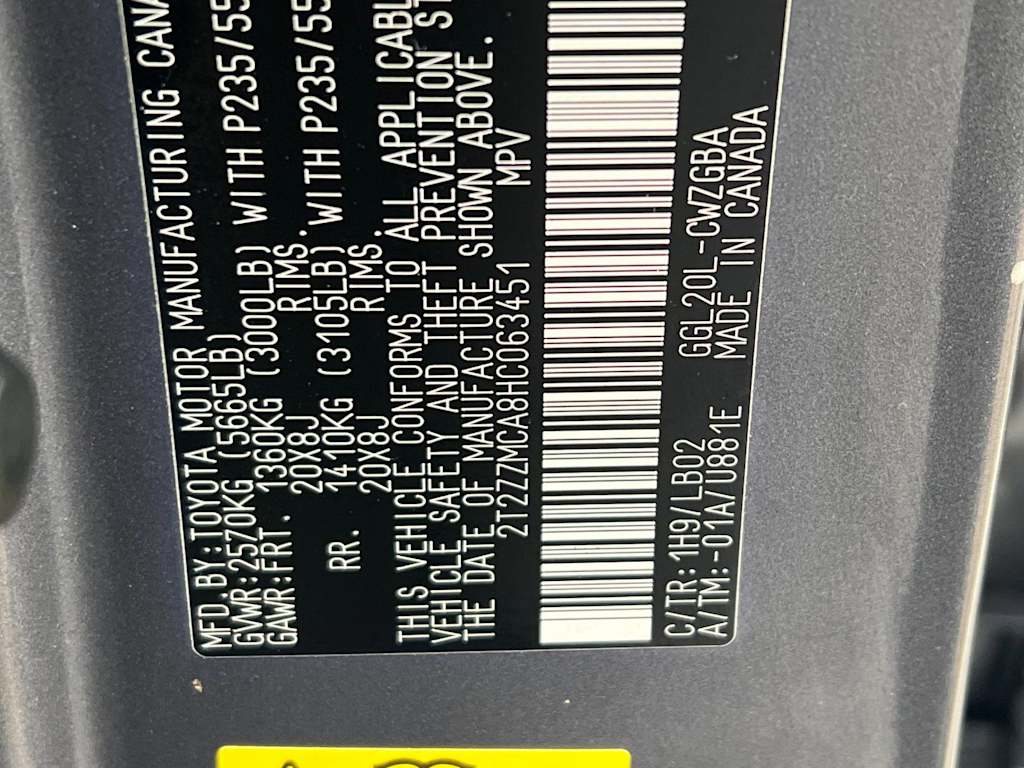 MFD.BY:TOYOTA MOTOR MANUFACTURING CANA
GVWR:2570KG (5665LB)
GAWR:FRT. 1360KG (3000LB) WITH P235/55
20X8J RIMS.
RR. 1410KG (3105LB) WITH P235/55
20X8J RIMS.
THIS VEHICLE CONFORMS TO ALL APPLICABL
VEHICLE SAFETY AND THEFT PREVENTION ST
THE DATE OF MANUFACTURE SHOWN ABOVE.
2T2ZZMCA8HC063451 MPV
C/TR:1H9/LB02 GGL20L-CWZGBA
A/TM:-01A/U881E MADE IN CANADA